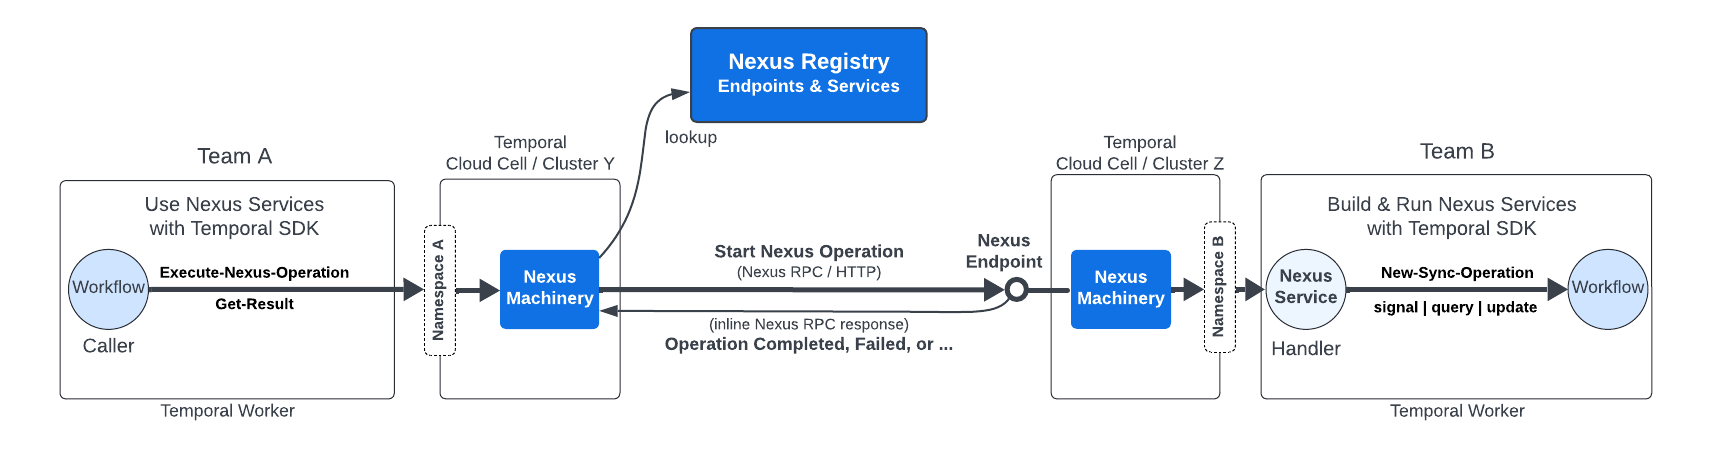 Nexus Registry
Endpoints & Services
lookup
Team A
Use Nexus Services
with Temporal SDK
Workflow
Execute-Nexus-Operation
Get-Result
Caller
Temporal Worker
Temporal
Cloud Cell / Cluster Y
Namespace A
Nexus
Machinery
Start Nexus Operation
(Nexus RPC / HTTP)
(inline Nexus RPC response)
Operation Completed, Failed, or ...
Nexus
Endpoint
Temporal
Cloud Cell / Cluster Z
Nexus
Machinery
Namespace B
Team B
Build & Run Nexus Services
with Temporal SDK
Nexus
Service
Handler
New-Sync-Operation
signal | query | update
Workflow
Temporal Worker